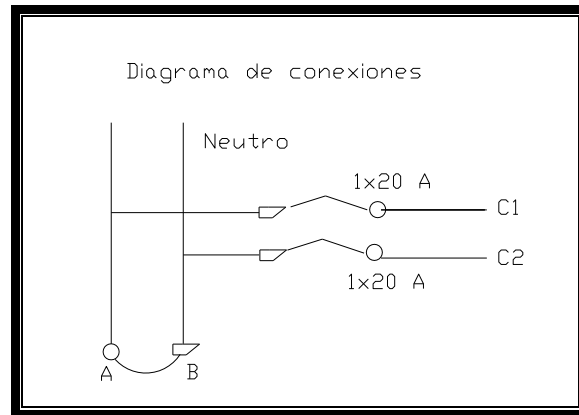 Diagrama de conexiones
Neutro
1x20 A
C1
C2
1x20 A
A
B